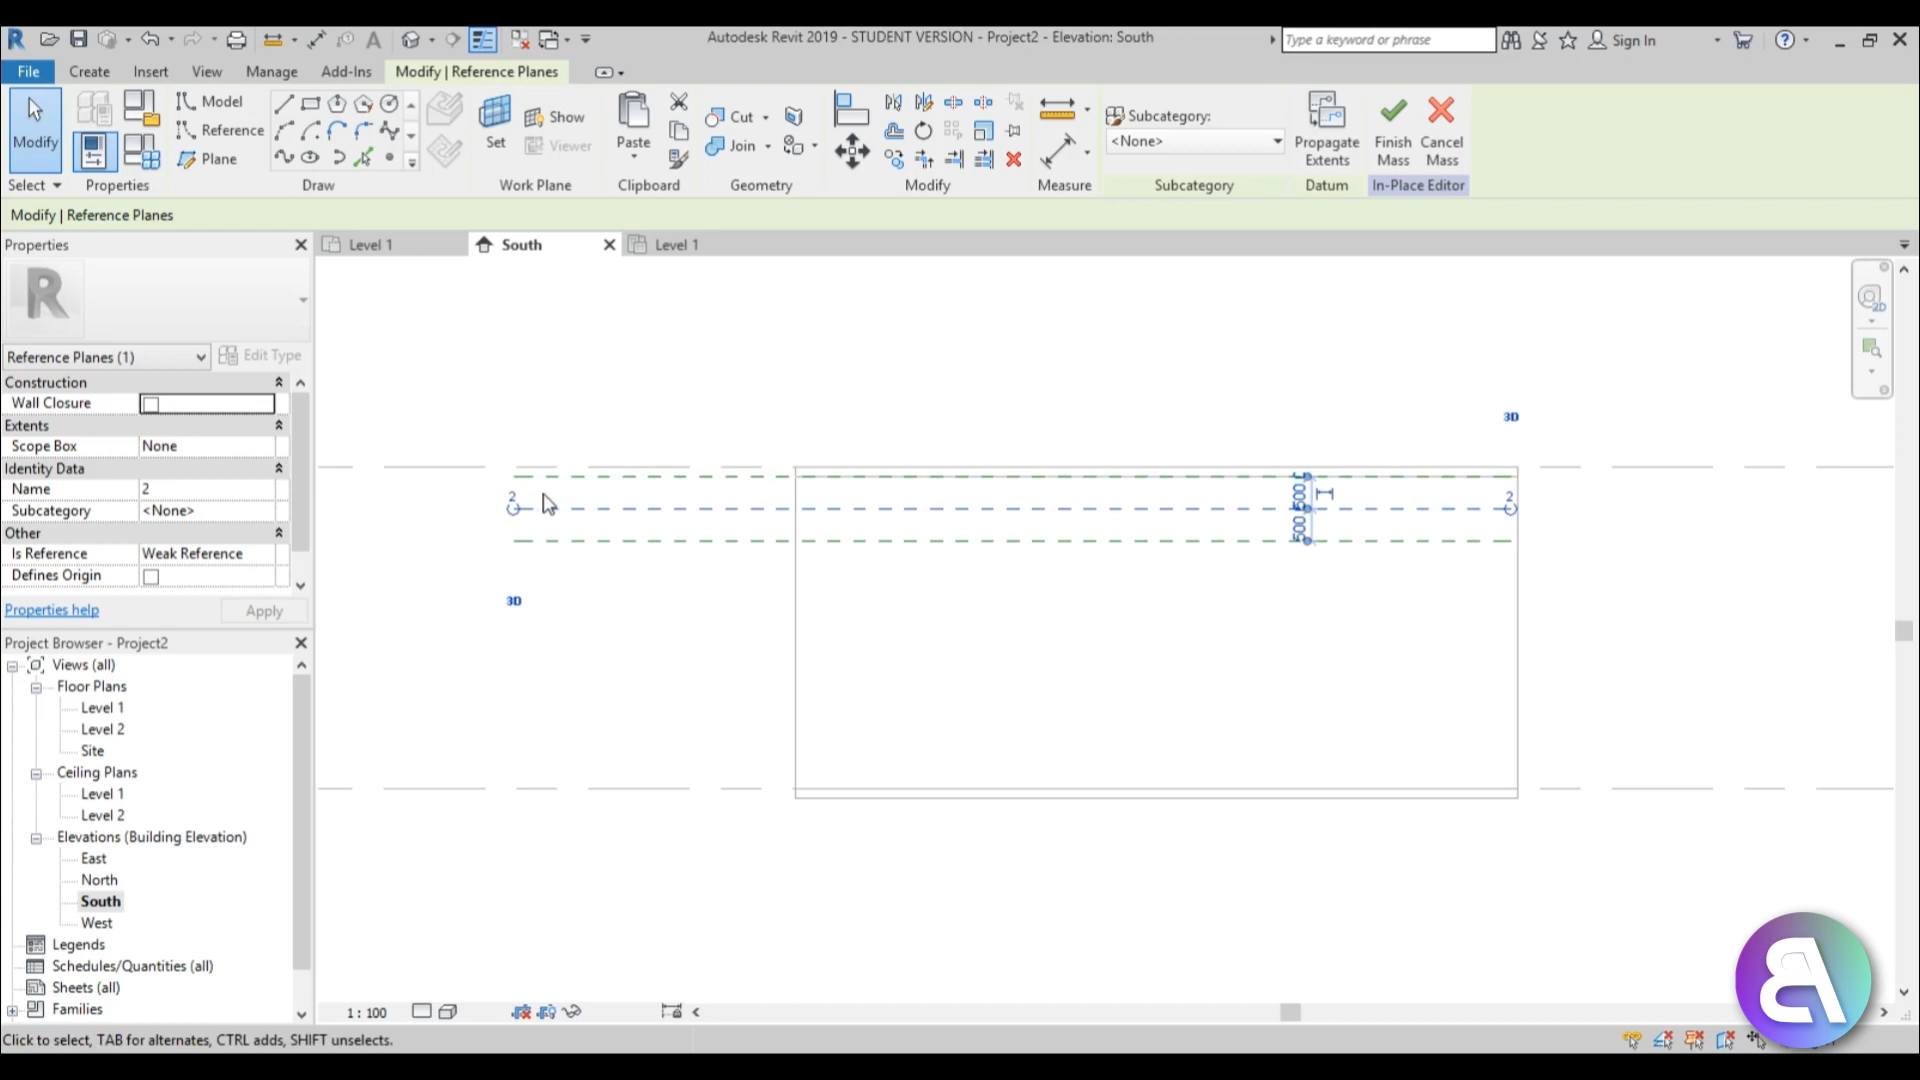 Autodesk Revit 2019 - STUDENT VERSION - Project2 - Elevation: South
Type a keyword or phrase
Sign In
File Create Insert View Manage Add-Ins Modify | Reference Planes
Modify
Select
Properties
Model
Reference
Plane
Draw
Set
Show
Viewer
Work Plane
Paste
Clipboard
Cut
Join
Geometry
Modify
Measure
Subcategory:
<None>
Subcategory
Propagate
Extents
Datum
Finish
Mass
Cancel
Mass
In-Place Editor
Modify | Reference Planes
Properties
Level 1
South
Level 1
Reference Planes (1)
Edit Type
Construction
Wall Closure
Extents
Scope Box None
Identity Data
Name 2
Subcategory <None>
Other
Is Reference Weak Reference
Defines Origin
Properties help
Apply
3D
2
2
500
500
3D
2D
Project Browser - Project2
Views (all)
Floor Plans
Level 1
Level 2
Site
Ceiling Plans
Level 1
Level 2
Elevations (Building Elevation)
East
North
South
West
Legends
Schedules/Quantities (all)
Sheets (all)
Families
1 : 100
Click to select, TAB for alternates, CTRL adds, SHIFT unselects.